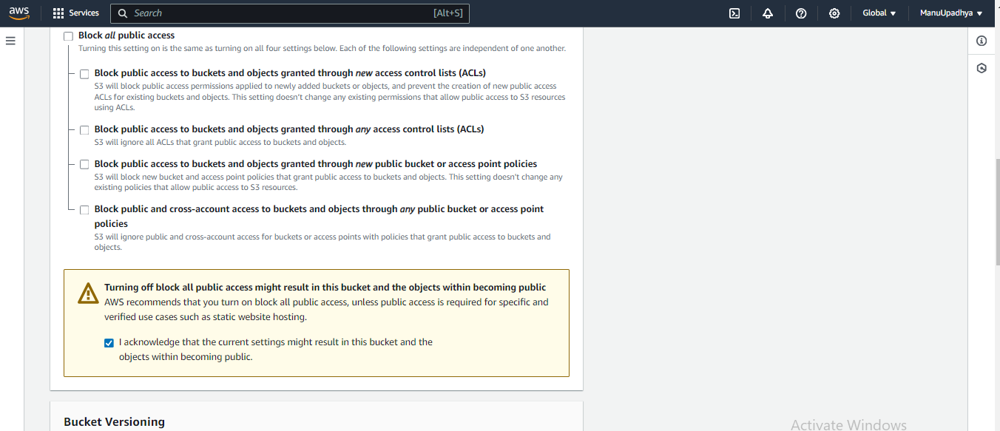 aws
Services
Search
[Alt+S]
Global
ManuUpadhya
Block all public access
Turning this setting on is the same as turning on all four settings below. Each of the following settings are independent of one another.
Block public access to buckets and objects granted through new access control lists (ACLs)
S3 will block public access permissions applied to newly added buckets or objects, and prevent the creation of new public access
ACLs for existing buckets and objects. This setting doesn't change any existing permissions that allow public access to S3 resources
using ACLs.
Block public access to buckets and objects granted through any access control lists (ACLs)
S3 will ignore all ACLs that grant public access to buckets and objects.
Block public access to buckets and objects granted through new public bucket or access point policies
S3 will block new bucket and access point policies that grant public access to buckets and objects. This setting doesn't change any
existing policies that allow public access to S3 resources.
Block public and cross-account access to buckets and objects through any public bucket or access point
policies
S3 will ignore public and cross-account access for buckets or access points with policies that grant public access to buckets and
objects.
Turning off block all public access might result in this bucket and the objects within becoming public
AWS recommends that you turn on block all public access, unless public access is required for specific and
verified use cases such as static website hosting.
I acknowledge that the current settings might result in this bucket and the
objects within becoming public.
Bucket Versioning
Activate Windows